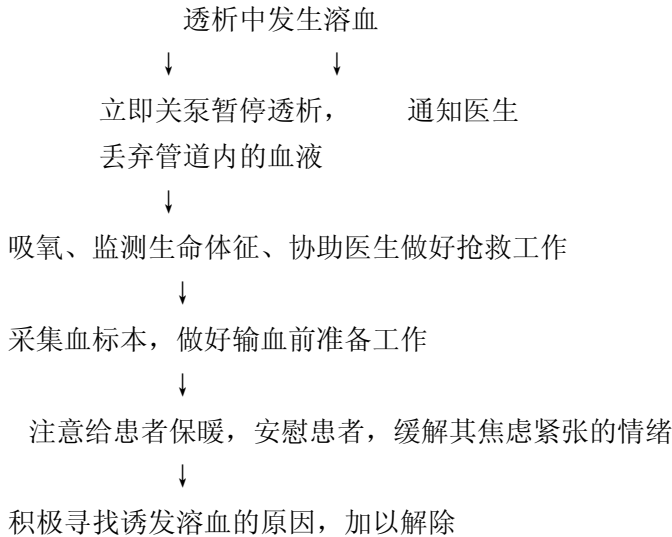 透析中发生溶血
↓ ↓
立即关泵暂停透析， 通知医生
丢弃管道内的血液
↓
吸氧、监测生命体征、协助医生做好抢救工作
↓
采集血标本，做好输血前准备工作
↓
注意给患者保暖，安慰患者，缓解其焦虑紧张的情绪
↓
积极寻找诱发溶血的原因，加以解除